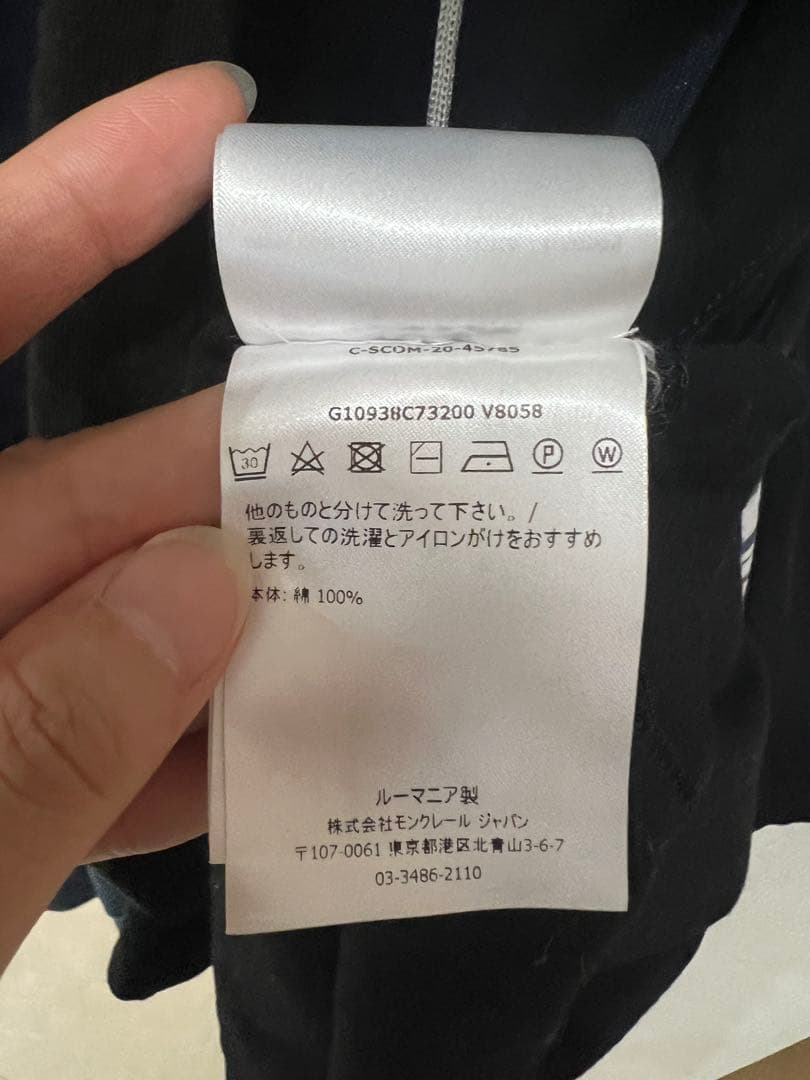 C-SCOM-20-45785
G10938C73200 V8058
30
P
W
他のものと分けて洗って下さい。/
裏返しての洗濯とアイロンがけをおすすめ
します。
本体: 綿 100%
ルーマニア製
株式会社モンクレール ジャパン
〒107-0061 東京都港区北青山3-6-7
03-3486-2110